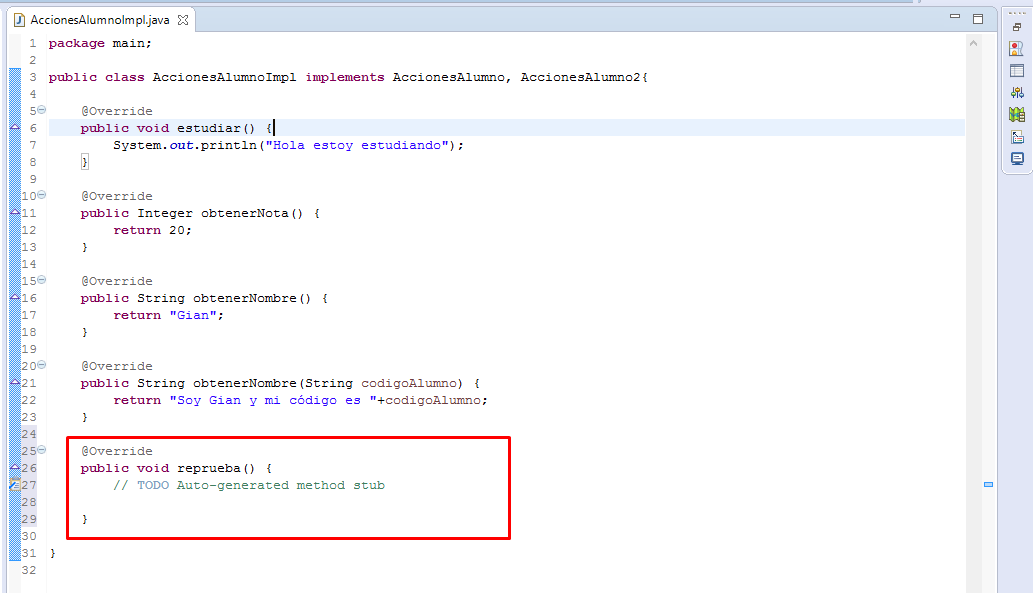 AccionesAlumnoImpl.java
1 package main;
2
3 public class AccionesAlumnoImpl implements AccionesAlumno, AccionesAlumno2{
4
5 @Override
6 public void estudiar() {
7 System.out.println("Hola estoy estudiando");
8 }
9
10 @Override
11 public Integer obtenerNota() {
12 return 20;
13 }
14
15 @Override
16 public String obtenerNombre() {
17 return "Gian";
18 }
19
20 @Override
21 public String obtenerNombre(String codigoAlumno) {
22 return "Soy Gian y mi código es "+codigoAlumno;
23 }
24
25 @Override
26 public void reprueba() {
27 // TODO Auto-generated method stub
28
29 }
30
31 }
32